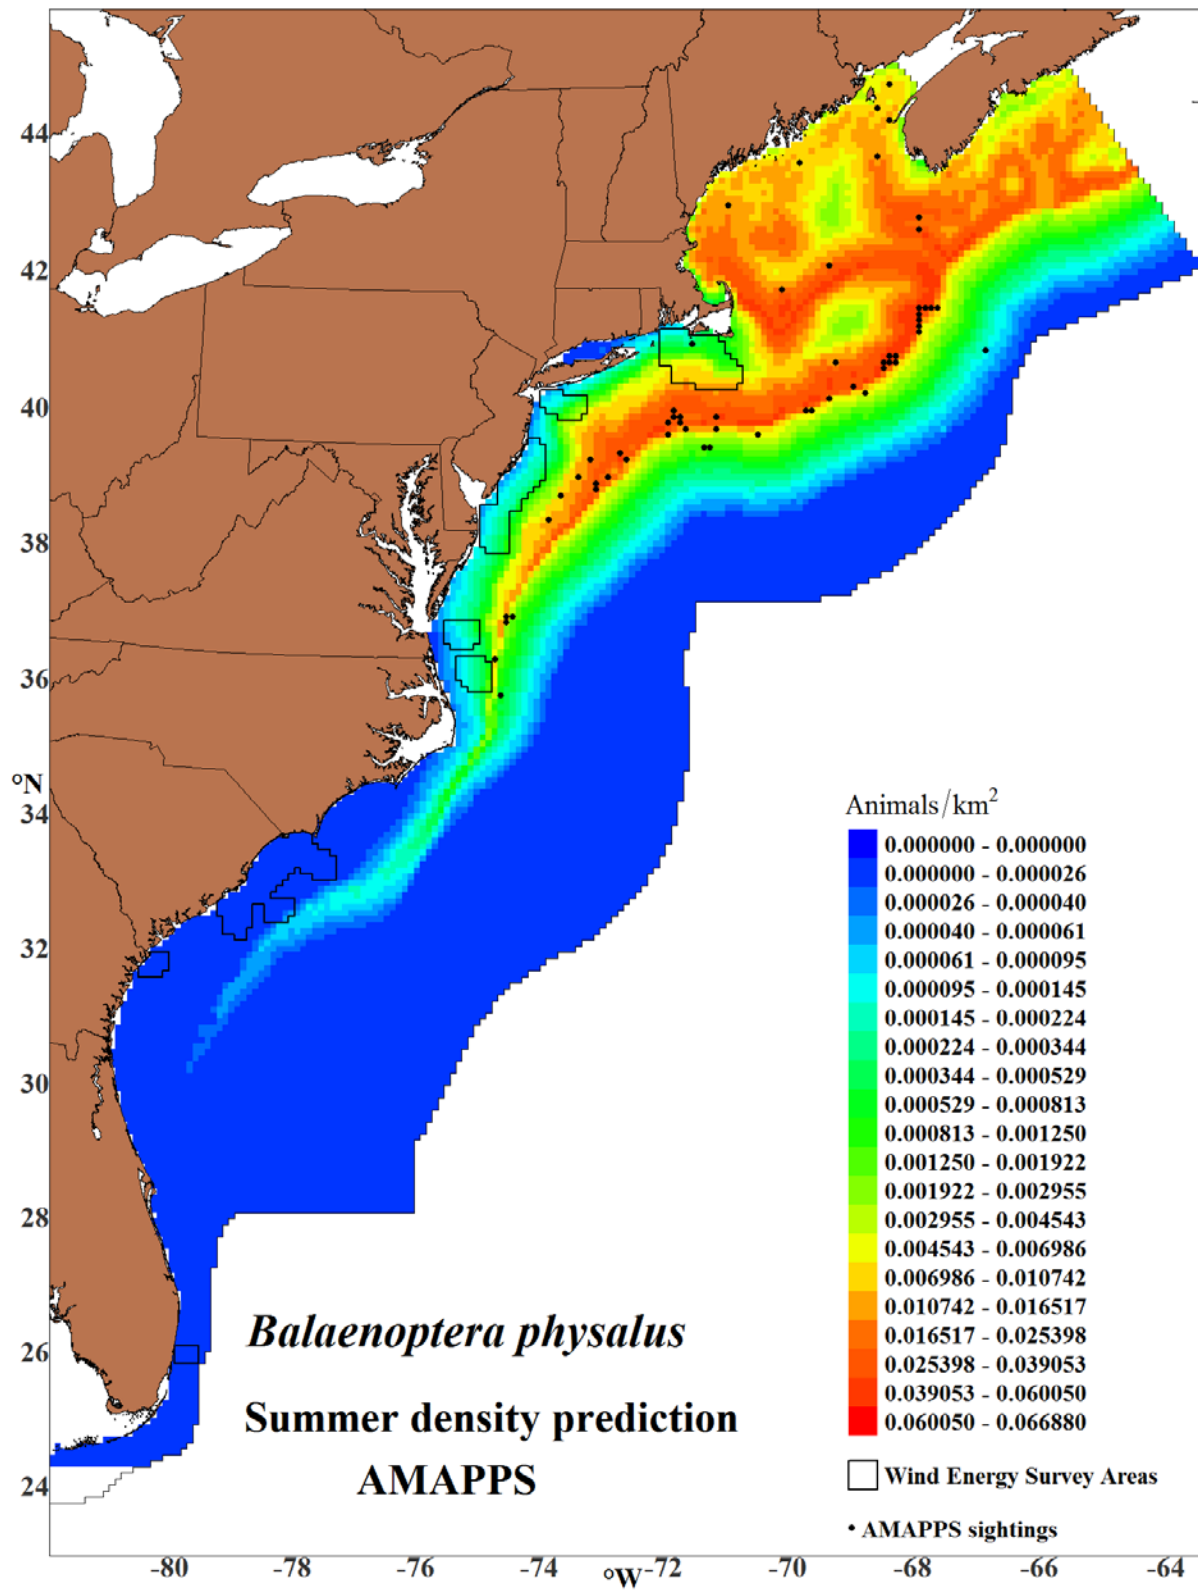 44
42
40
38
36
°N
34
32
30
28
26
24
Animals/km²
0.000000 - 0.000000
0.000000 - 0.000026
0.000026 - 0.000040
0.000040 - 0.000061
0.000061 - 0.000095
0.000095 - 0.000145
0.000145 - 0.000224
0.000224 - 0.000344
0.000344 - 0.000529
0.000529 - 0.000813
0.000813 - 0.001250
0.001250 - 0.001922
0.001922 - 0.002955
0.002955 - 0.004543
0.004543 - 0.006986
0.006986 - 0.010742
0.010742 - 0.016517
0.016517 - 0.025398
0.025398 - 0.039053
0.039053 - 0.060050
0.060050 - 0.066880
Wind Energy Survey Areas
AMAPPS sightings
Balaenoptera physalus
Summer density prediction
AMAPPS
-80 -78 -76 -74 °W -72 -70 -68 -66 -64